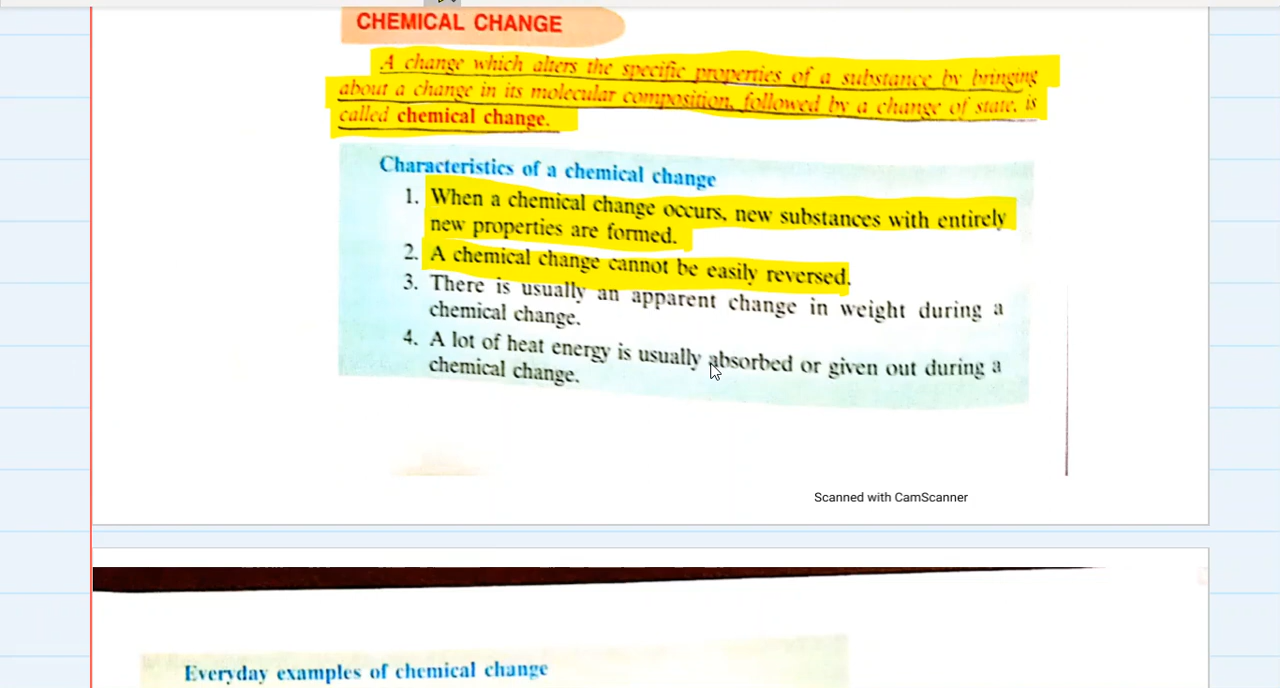 CHEMICAL CHANGE
A change which alters the specific properties of a substance by bringing
about a change in its molecular composition, followed by a change of state, is
called chemical change.
Characteristics of a chemical change
1. When a chemical change occurs, new substances with entirely
new properties are formed.
2. A chemical change cannot be easily reversed.
3. There is usually an apparent change in weight during a
chemical change.
4. A lot of heat energy is usually absorbed or given out during a
chemical change.
Scanned with CamScanner
Everyday examples of chemical change